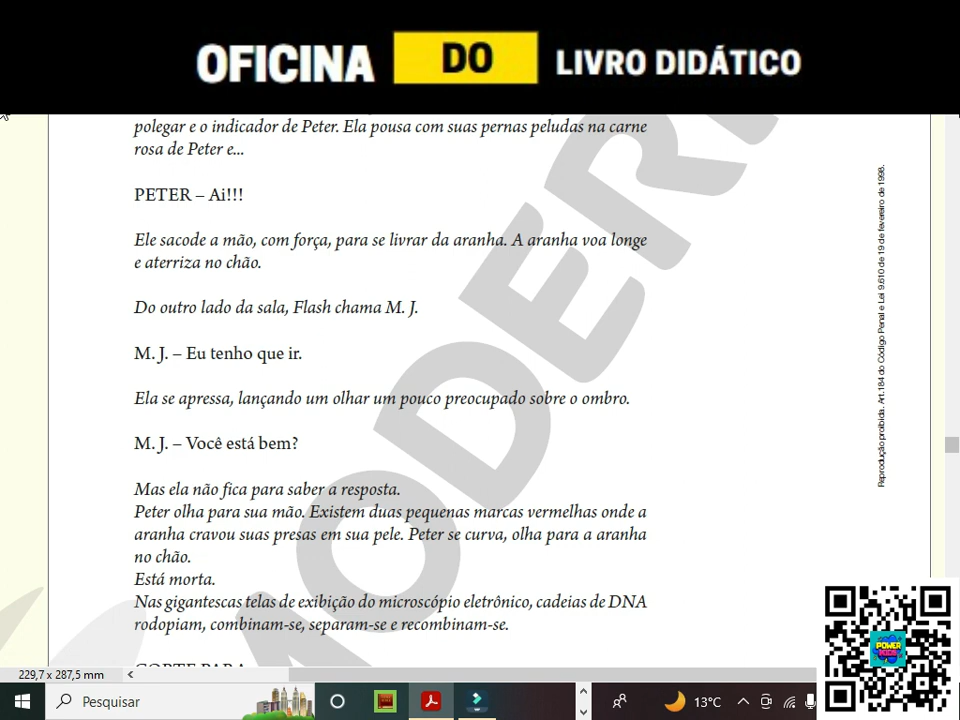 OFICINA DO LIVRO DIDÁTICO
polegar e o indicador de Peter. Ela pousa com suas pernas peludas na carne
rosa de Peter e...
PETER – Ai!!!
Ele sacode a mão, com força, para se livrar da aranha. A aranha voa longe
e aterriza no chão.
Do outro lado da sala, Flash chama M. J.
M. J. – Eu tenho que ir.
Ela se apressa, lançando um olhar um pouco preocupado sobre o ombro.
M. J. – Você está bem?
Mas ela não fica para saber a resposta.
Peter olha para sua mão. Existem duas pequenas marcas vermelhas onde a
aranha cravou suas presas em sua pele. Peter se curva, olha para a aranha
no chão.
Está morta.
Nas gigantescas telas de exibição do microscópio eletrônico, cadeias de DNA
rodopiam, combinam-se, separam-se e recombinam-se.
CORTE PARA
Reprodução proibida. Art.184 do Código Penal e Lei 9.610 de 19 de fevereiro de 1998.
MODER
POWER
229,7 x 287,5 mm
Pesquisar
13°C